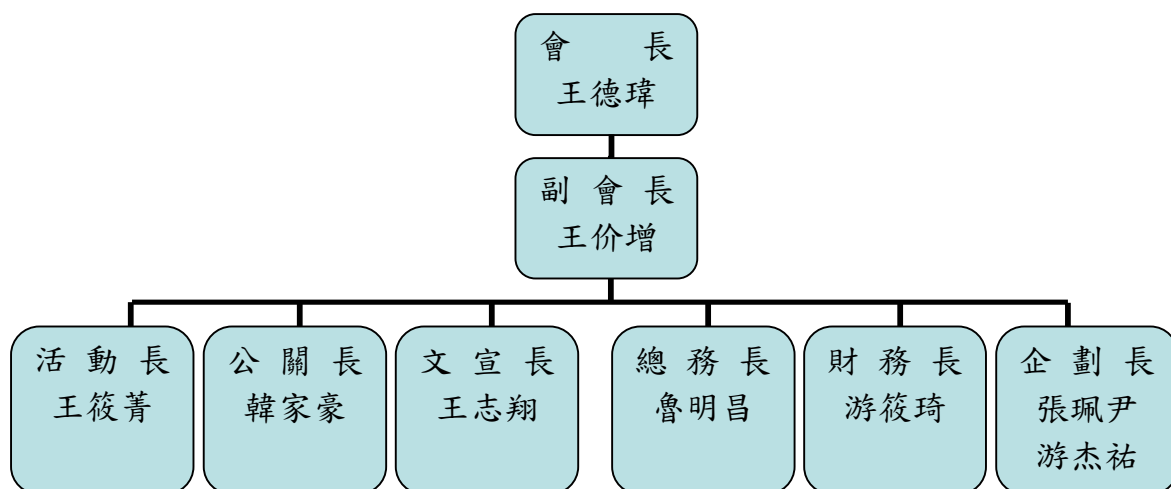 會長
王德瑋
副會長
王价增
活動長
王筱菁
公關長
韓家豪
文宣長
王志翔
總務長
魯明昌
財務長
游筱琦
企劃長
張珮尹
游杰祐